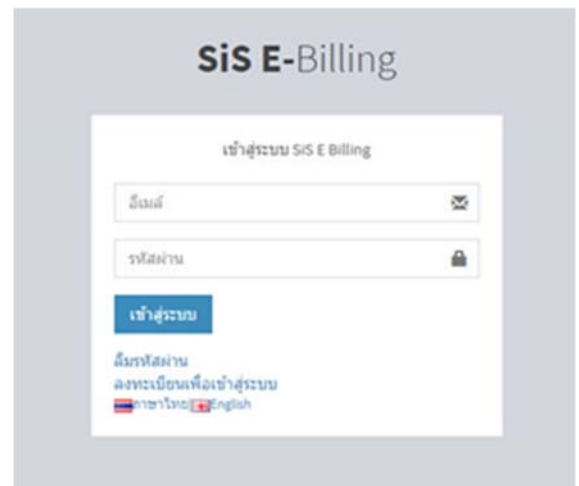 SiS E-Billing
เข้าสู่ระบบ SiS E Billing
อีเมล์
รหัสผ่าน
เข้าสู่ระบบ
ลืมรหัสผ่าน
ลงทะเบียนเพื่อเข้าสู่ระบบ
ภาษาไทย|English